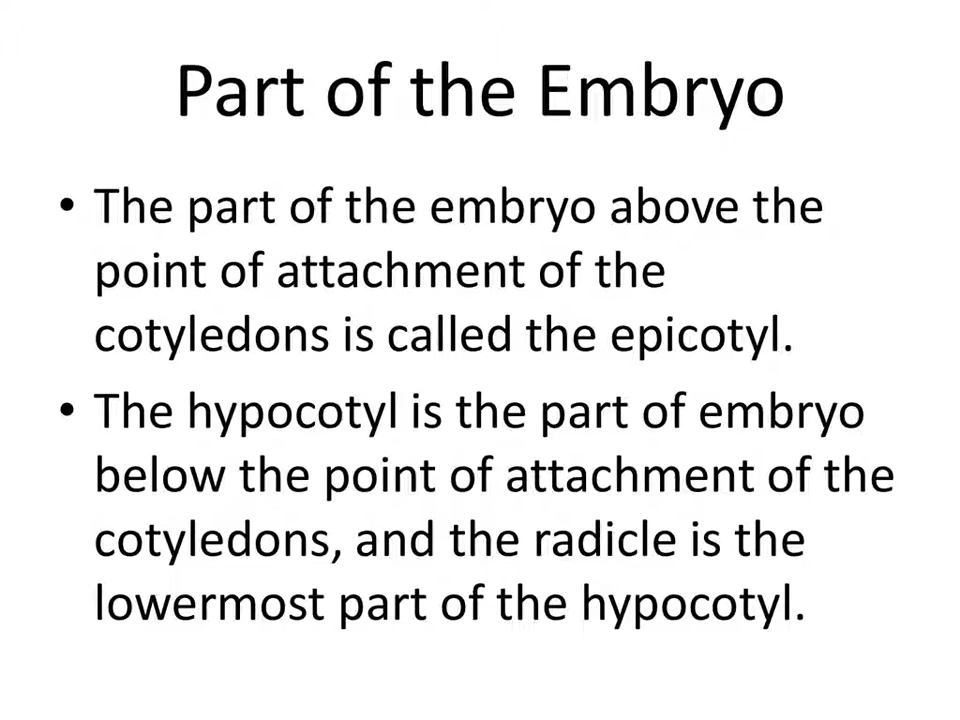 Part of the Embryo
• The part of the embryo above the
point of attachment of the
cotyledons is called the epicotyl.
• The hypocotyl is the part of embryo
below the point of attachment of the
cotyledons, and the radicle is the
lowermost part of the hypocotyl.